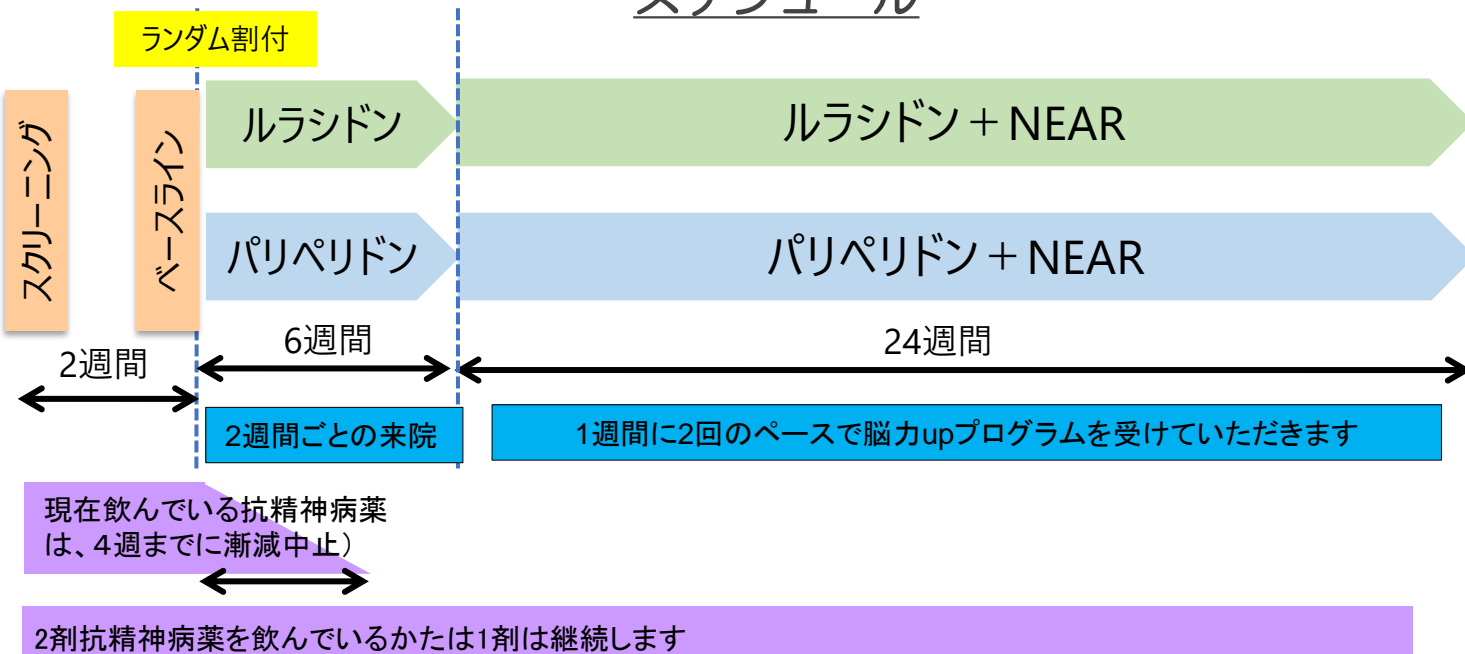 スケジュール
ランダム割付
スクリーニング
ベースライン
ルラシドン
ルラシドン＋NEAR
パリペリドン
パリペリドン＋NEAR
2週間
6週間
24週間
2週間ごとの来院
1週間に2回のペースで脳力upプログラムを受けていただきます
現在飲んでいる抗精神病薬
は、4週までに漸減中止）
2剤抗精神病薬を飲んでいるかたは1剤は継続します